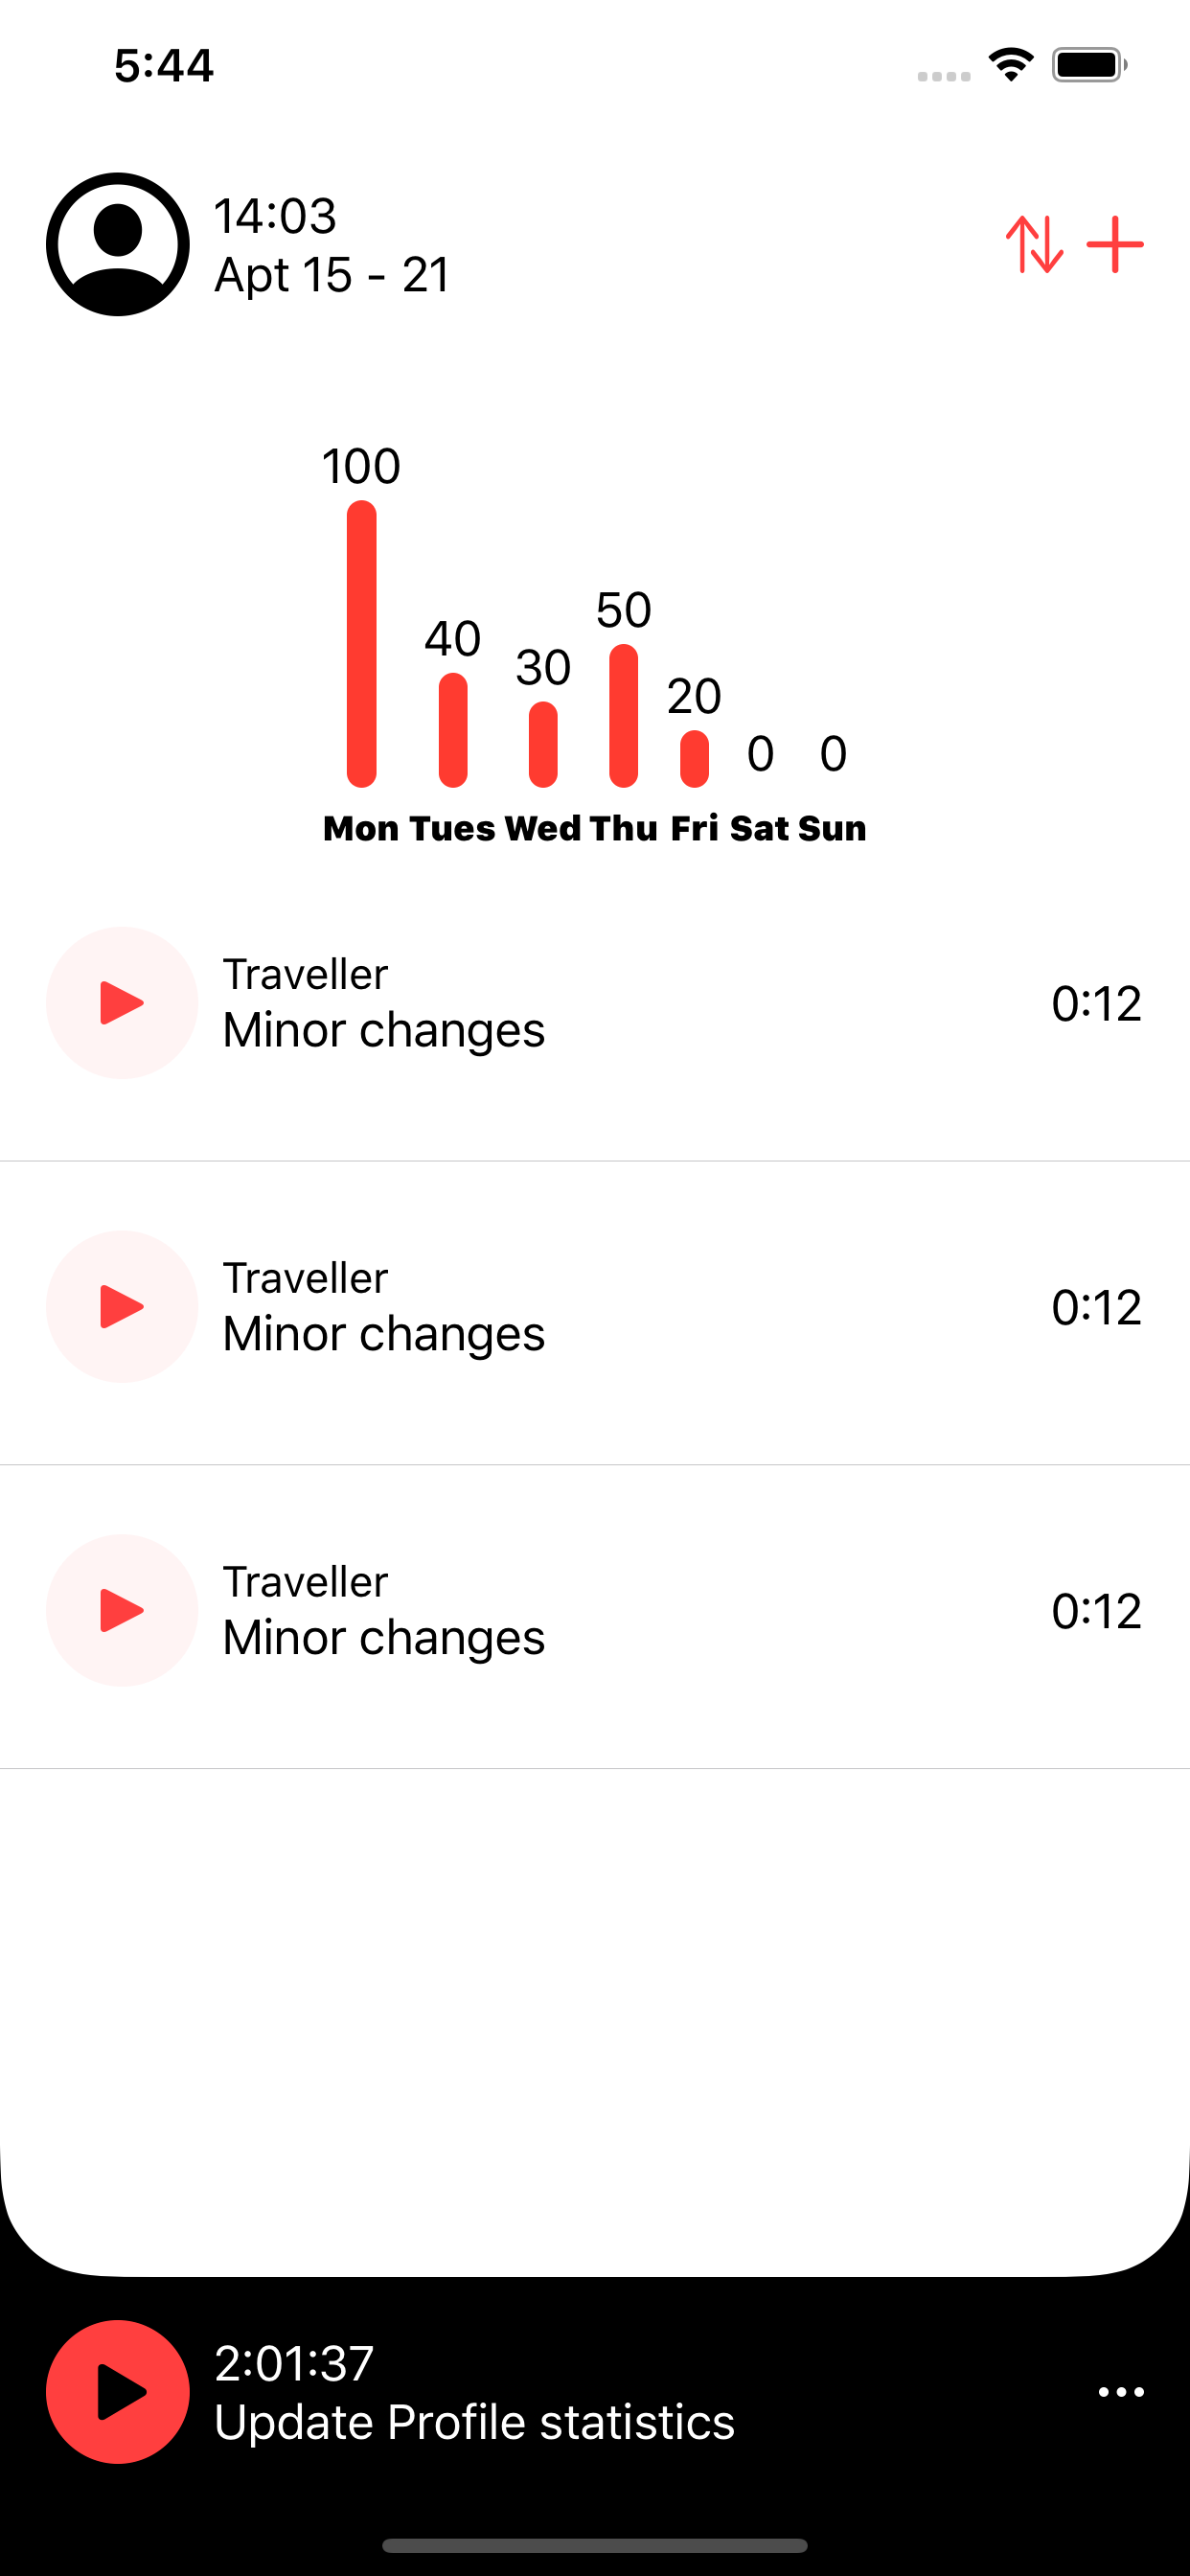 5:44
14:03
Apt 15 - 21
100
40
30
50
20
0
0
Mon Tues Wed Thu Fri Sat Sun
Traveller
Minor changes
0:12
Traveller
Minor changes
0:12
Traveller
Minor changes
0:12
2:01:37
Update Profile statistics